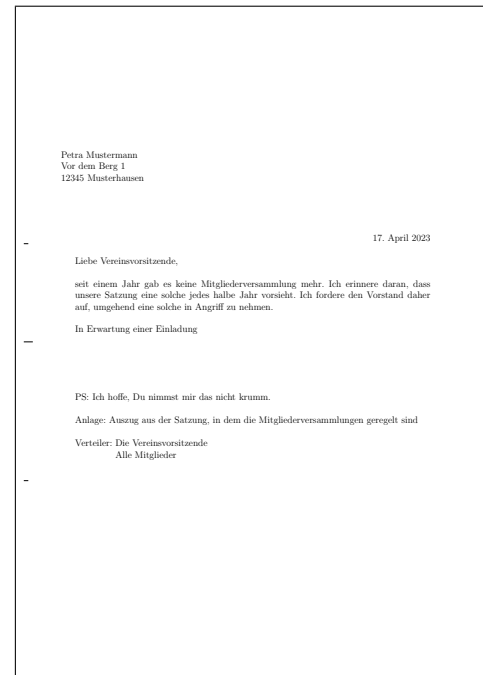 Petra Mustermann
Vor dem Berg 1
12345 Musterhausen
17. April 2023
Liebe Vereinsvorsitzende,
seit einem Jahr gab es keine Mitgliederversammlung mehr. Ich erinnere daran, dass
unsere Satzung eine solche jedes halbe Jahr vorsieht. Ich fordere den Vorstand daher
auf, umgehend eine solche in Angriff zu nehmen.
In Erwartung einer Einladung
PS: Ich hoffe, Du nimmst mir das nicht krumm.
Anlage: Auszug aus der Satzung, in dem die Mitgliederversammlungen geregelt sind
Verteiler: Die Vereinsvorsitzende
Alle Mitglieder